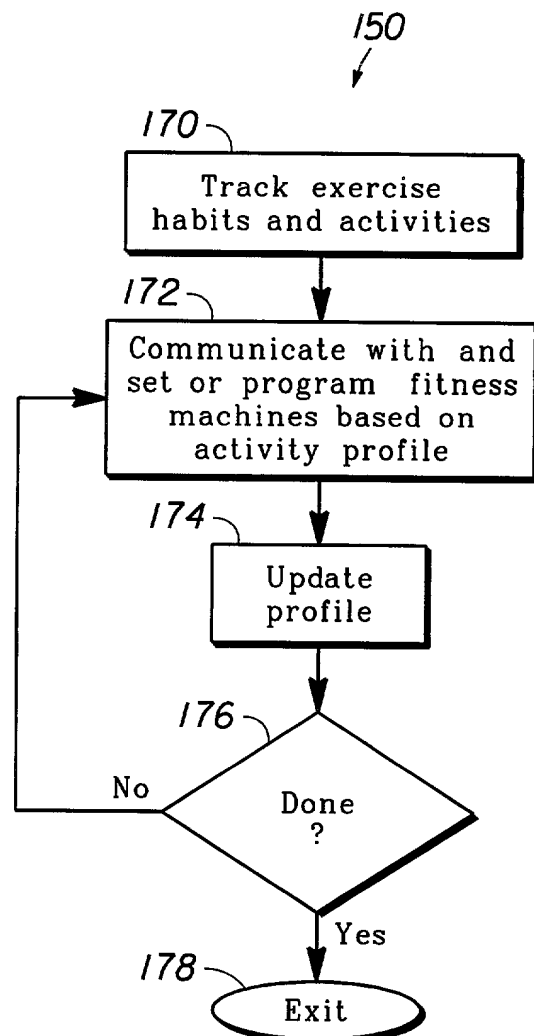 150
170
Track exercise
habits and activities
172
Communicate with and
set or program fitness
machines based on
activity profile
174
Update
profile
176
No
Done
?
Yes
178
Exit